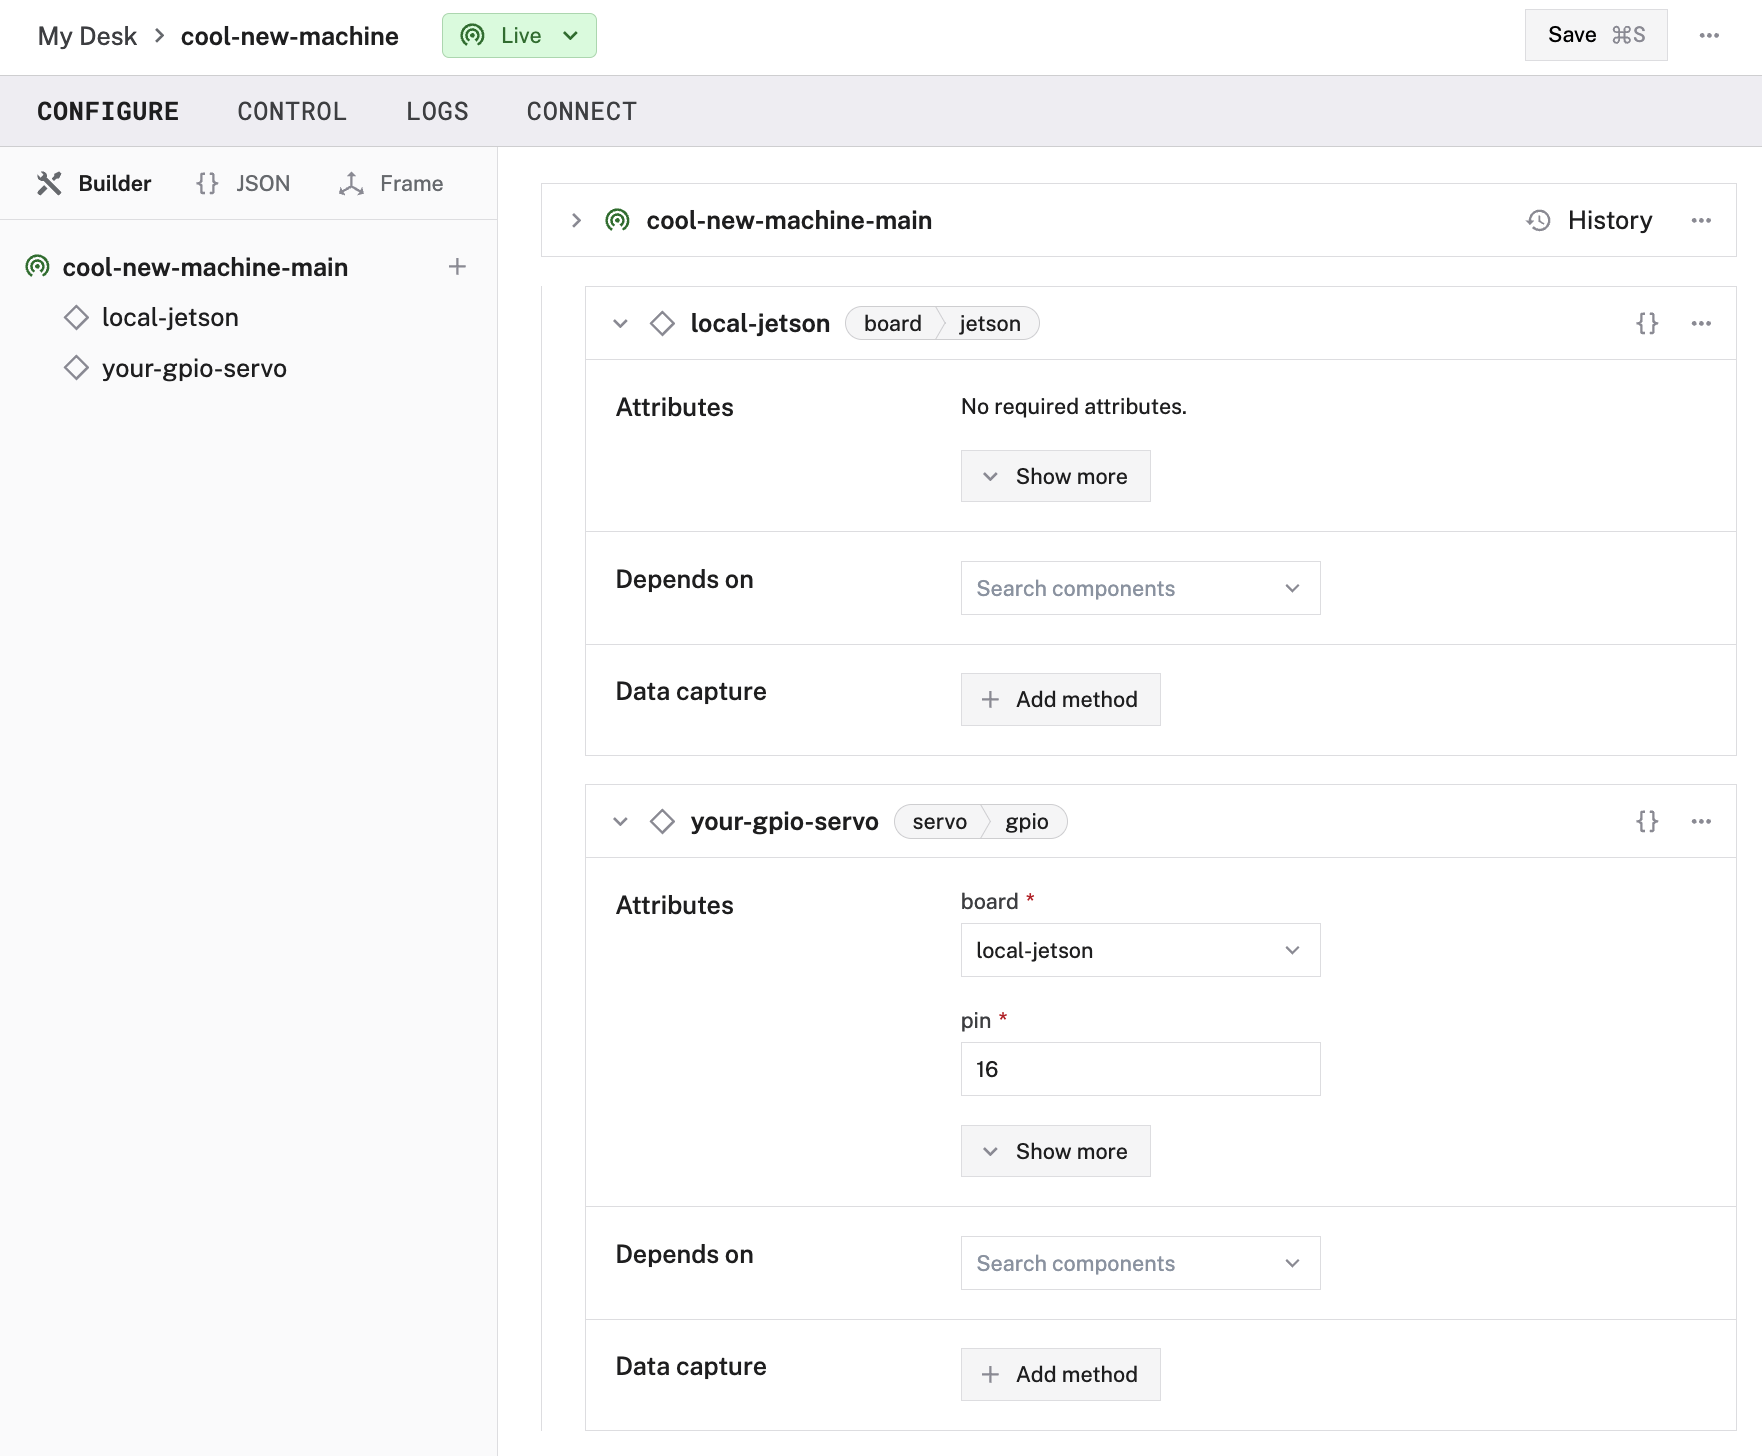 My Desk > cool-new-machine Live Save ⌘S ···
CONFIGURE CONTROL LOGS CONNECT
Builder {} JSON Frame
cool-new-machine-main +
local-jetson
your-gpio-servo
cool-new-machine-main History ···
local-jetson board jetson {} ···
Attributes No required attributes.
Show more
Depends on Search components
Data capture + Add method
your-gpio-servo servo gpio {} ···
Attributes board *
local-jetson
pin *
16
Show more
Depends on Search components
Data capture + Add method